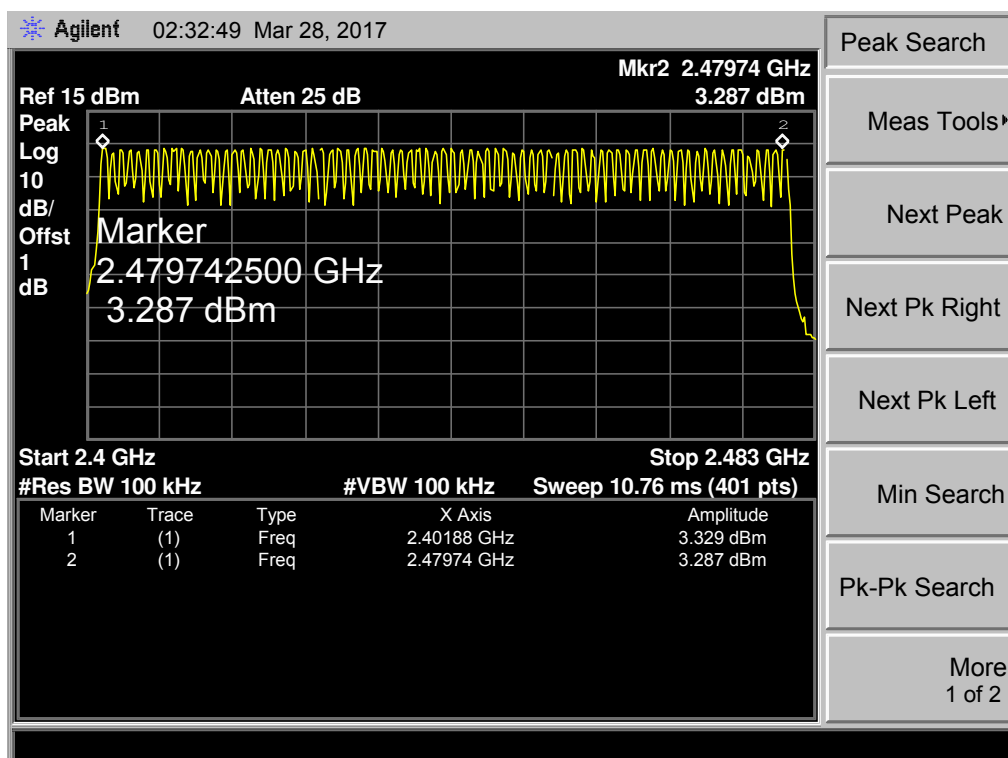 Agilent 02:32:49 Mar 28, 2017
Peak Search
Mkr2 2.47974 GHz
Ref 15 dBm Atten 25 dB 3.287 dBm
Peak
Log
10
dB/
Offst
1
dB
1 2
Marker
2.479742500 GHz
3.287 dBm
Start 2.4 GHz Stop 2.483 GHz
#Res BW 100 kHz #VBW 100 kHz Sweep 10.76 ms (401 pts)
Marker Trace Type X Axis Amplitude
1 (1) Freq 2.40188 GHz 3.329 dBm
2 (1) Freq 2.47974 GHz 3.287 dBm
Meas Tools
Next Peak
Next Pk Right
Next Pk Left
Min Search
Pk-Pk Search
More
1 of 2